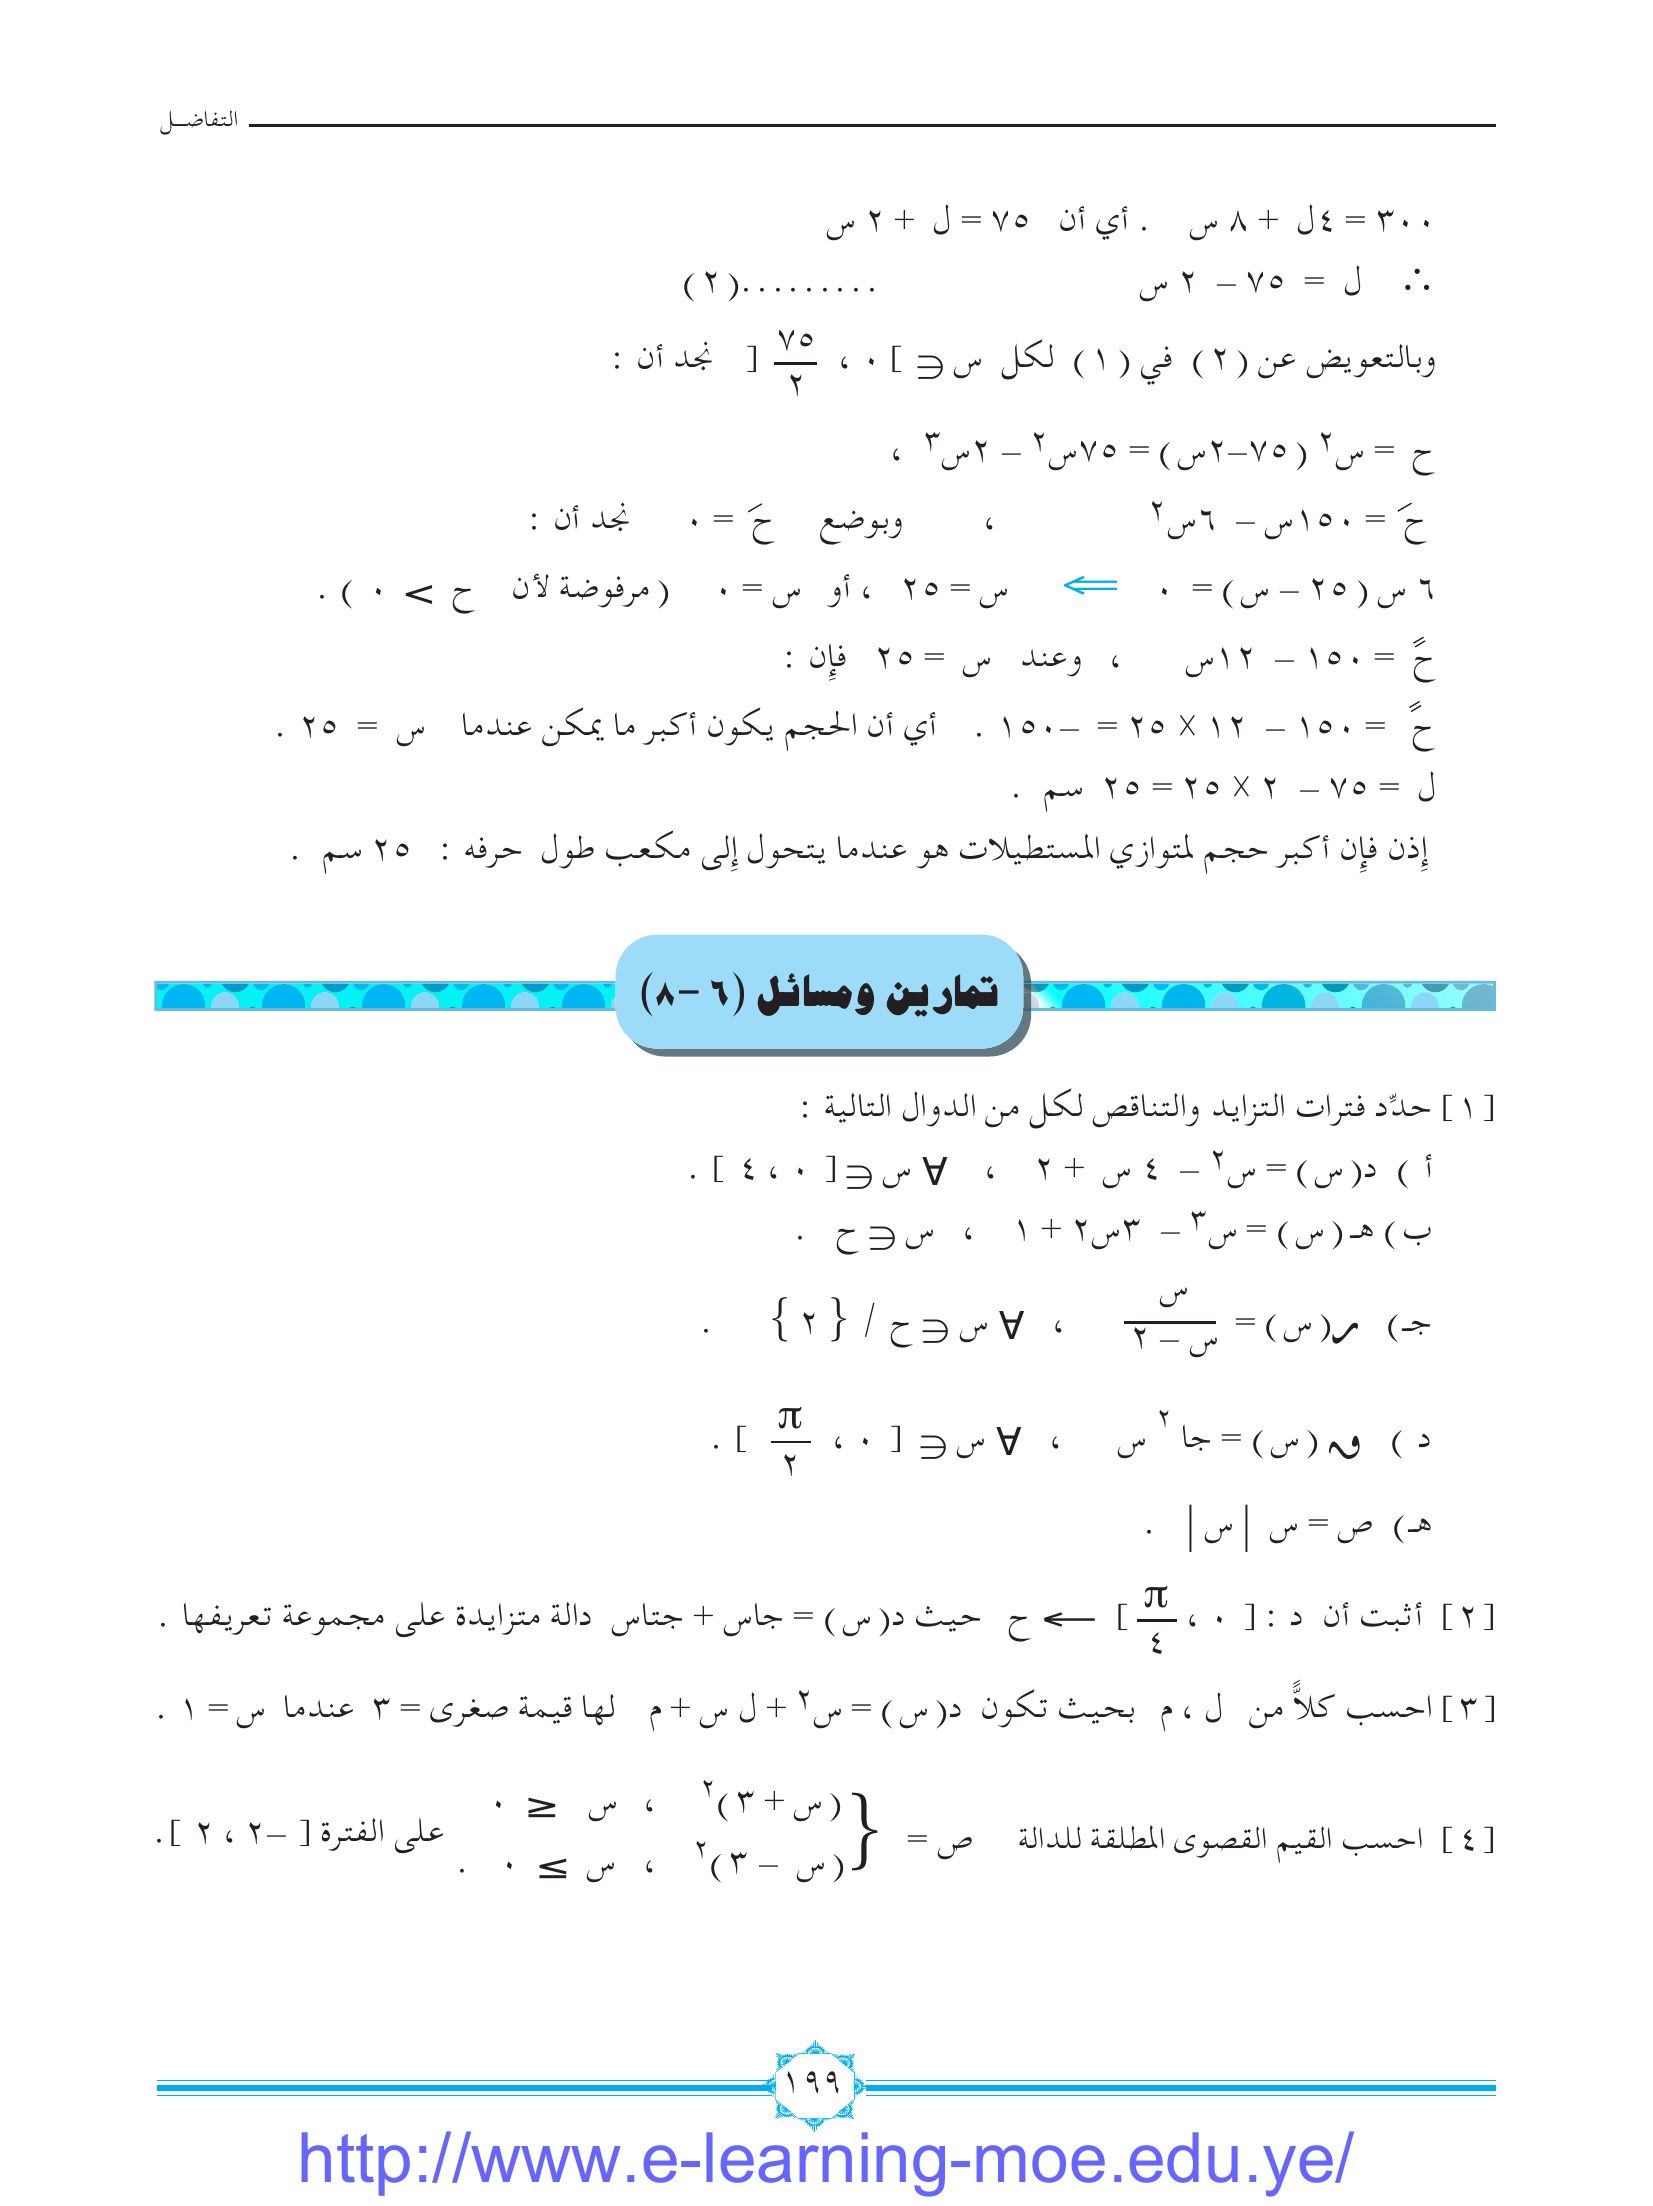 التفاضــل
٣٠٠ = ٤ل + ٨ س . أي أن ٧٥ = ل + ٢ س
∴ ل = ٧٥ – ٢ س .........(٢)
وبالتعويض عن (٢) في (١) لكل س ∋ ] ٠ ، ٧٥/٢ [ نجد أن :
ح = س٢ (٧٥–٢س) = ٧٥س٢ – ٢س٣ ،
حَ = ١٥٠س – ٦س٢ ، وبوضع حَ = ٠ نجد أن :
٦ س (٢٥ – س) = ٠ ⇐ س = ٢٥ ، أو س = ٠ (مرفوضة لأن ح > ٠ ) .
حً = ١٥٠ – ١٢س ، وعند س = ٢٥ فإِن :
حً = ١٥٠ – ١٢ × ٢٥ = –١٥٠ . أي أن الحجم يكون أكبر ما يمكن عندما س = ٢٥ .
ل = ٧٥ – ٢ × ٢٥ = ٢٥ سم .
إِذن فإِن أكبر حجم لمتوازي المستطيلات هو عندما يتحول إِلى مكعب طول حرفه : ٢٥ سم .
تمارين ومسائل (٦ –٨)
[١] حدِّد فترات التزايد والتناقص لكل من الدوال التالية :
أ ) د(س) = س٢ – ٤ س + ٢ ، ∀ س ∋ [ ٠ ، ٤ ] .
ب) هـ (س) = س٣ – ٣س٢ + ١ ، س ∋ ح .
جـ) ر(س) = س/(س – ٢) ، ∀ س ∋ ح / { ٢ } .
د ) ق (س) = جا٢ س ، ∀ س ∋ [ ٠ ، π/٢ ] .
هـ) ص = س | س | .
[٢] أثبت أن د : [ ٠ ، π/٤ ] ← ح حيث د(س) = جاس + جتاس دالة متزايدة على مجموعة تعريفها .
[٣] احسب كلاًّ من ل ، م بحيث تكون د(س) = س٢ + ل س + م لها قيمة صغرى = ٣ عندما س = ١ .
[٤] احسب القيم القصوى المطلقة للدالة ص = { (س + ٣)٢ ، س ≤ ٠
(س – ٣)٢ ، س ≥ ٠ . على الفترة [ –٢ ، ٢ ].
١٩٩
http://www.e-learning-moe.edu.ye/